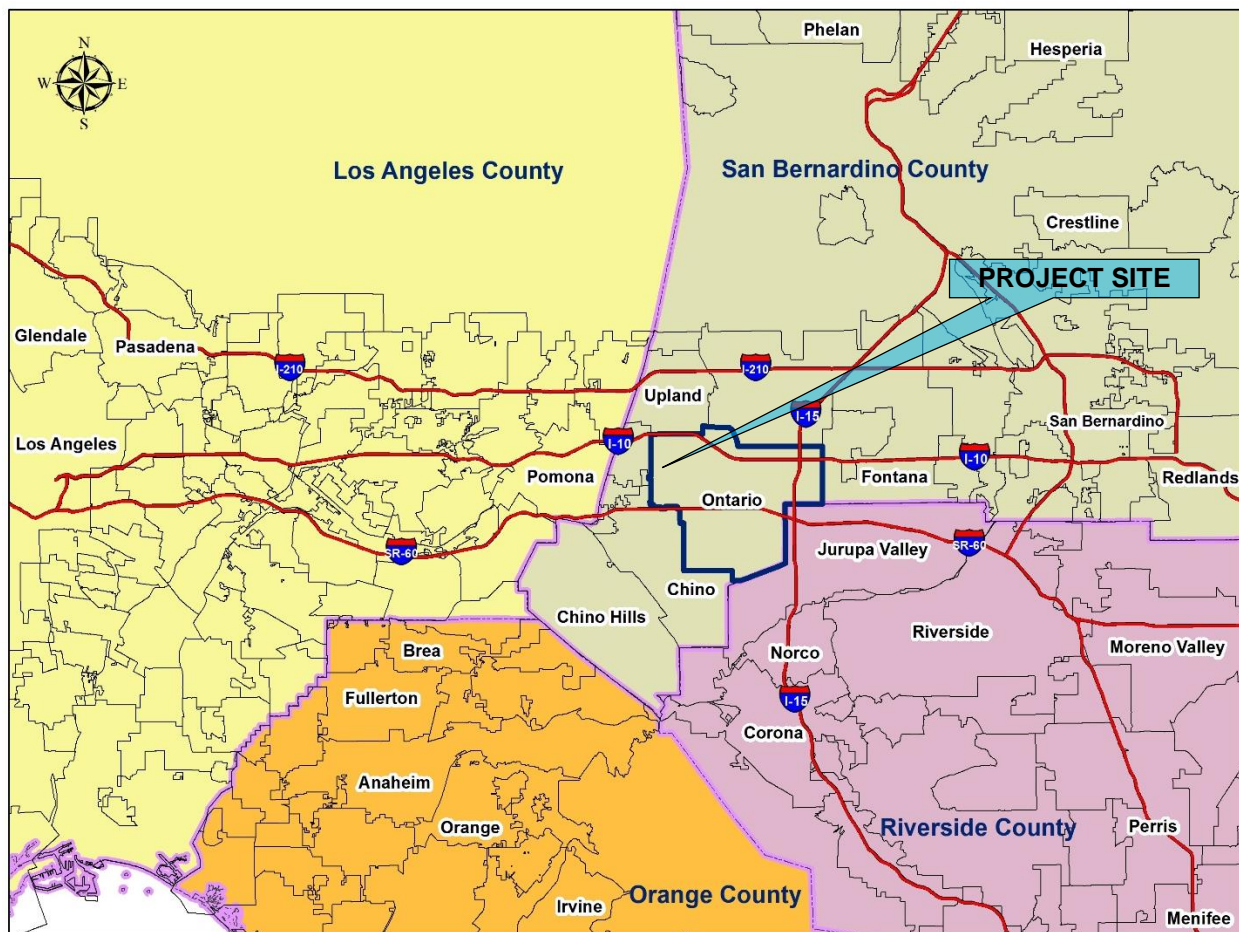 Phelan
Hesperia
N
W
E
S
Los Angeles County
San Bernardino County
Crestline
PROJECT SITE
Glendale
Pasadena
I-210
I-210
Upland
I-15
Los Angeles
San Bernardino
I-10
I-10
Pomona
Fontana
Redlands
Ontario
SR-60
SR-60
Jurupa Valley
Chino
Chino Hills
Riverside
Moreno Valley
Brea
Norco
Fullerton
I-15
Corona
Anaheim
Orange
Riverside County
Perris
Orange County
Irvine
Menifee